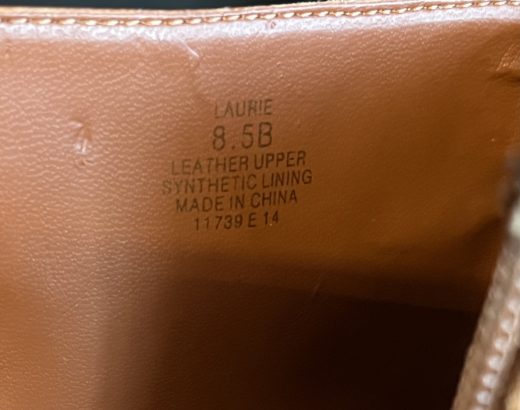 LAURIE
8.5B
LEATHER UPPER
SYNTHETIC LINING
MADE IN CHINA
11739 E 14